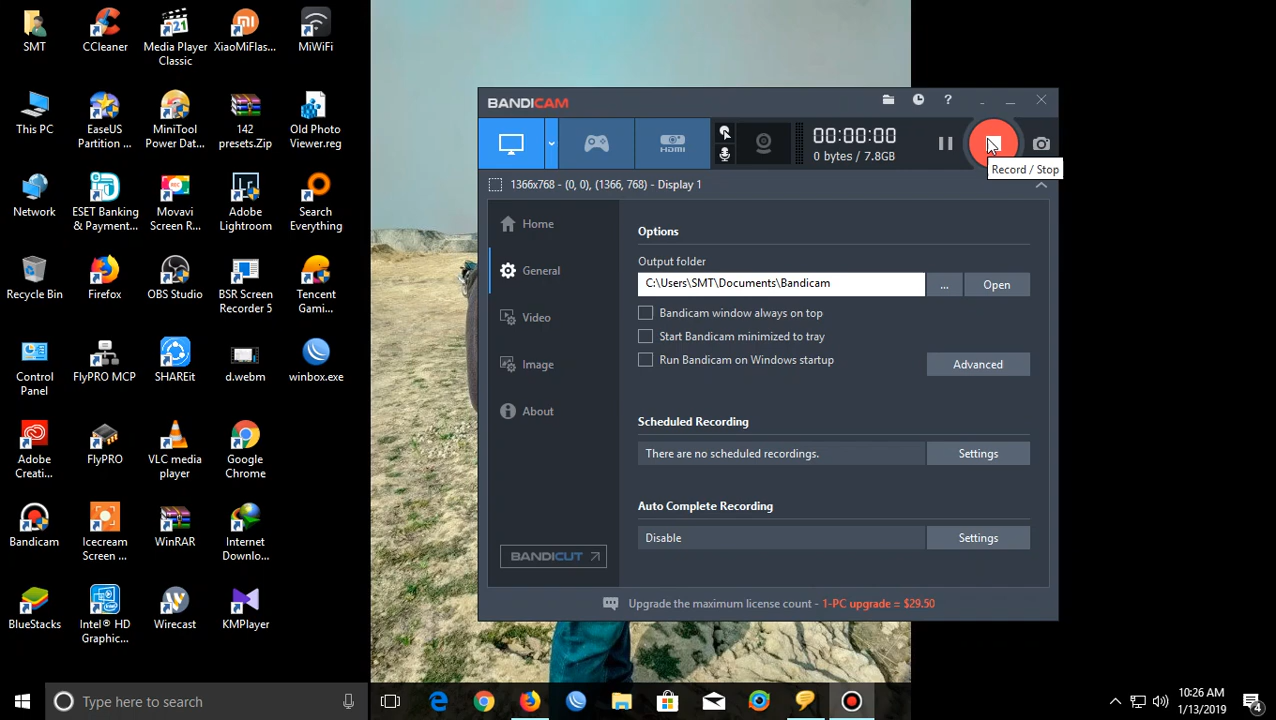 SMT
CCleaner
Media Player
Classic
XiaoMiFlas...
MiWiFi
This PC
EaseUS
Partition ...
MiniTool
Power Dat...
142
presets.Zip
Old Photo
Viewer.reg
Network
ESET Banking
& Paymen​t...
Movavi
Screen R...
Adobe
Lightroom
Search
Everything
Recycle Bin
Firefox
OBS Studio
BSR Screen
Recorder 5
Tencent
Gami...
Control
Panel
FlyPRO MCP
SHAREit
d.webm
winbox.exe
Adobe
Creati...
FlyPRO
VLC media
player
Google
Chrome
Bandicam
Icecream
Screen ...
WinRAR
Internet
Downlo...
BlueStacks
Intel® HD
Graphic...
Wirecast
KMPlayer
BANDICAM
?
HDMI
00:00:00
0 bytes / 7.8GB
Record / Stop
1366x768 - (0, 0), (1366, 768) - Display 1
Home
General
Video
Image
About
BANDICUT
Options
Output folder
C:\Users\SMT\Documents\Bandicam
...
Open
Bandicam window always on top
Start Bandicam minimized to tray
Run Bandicam on Windows startup
Advanced
Scheduled Recording
There are no scheduled recordings.
Settings
Auto Complete Recording
Disable
Settings
Upgrade the maximum license count - 1-PC upgrade = $29.50
Type here to search
10:26 AM
1/13/2019
4